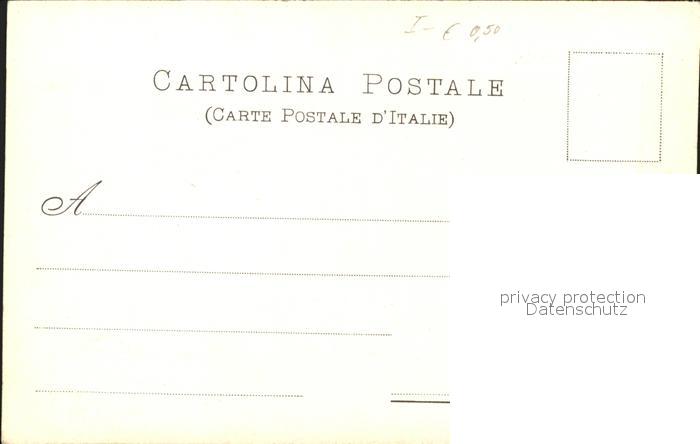 I- € 0,50
CARTOLINA POSTALE
(CARTE POSTALE D'ITALIE)
A
privacy protection
Datenschutz